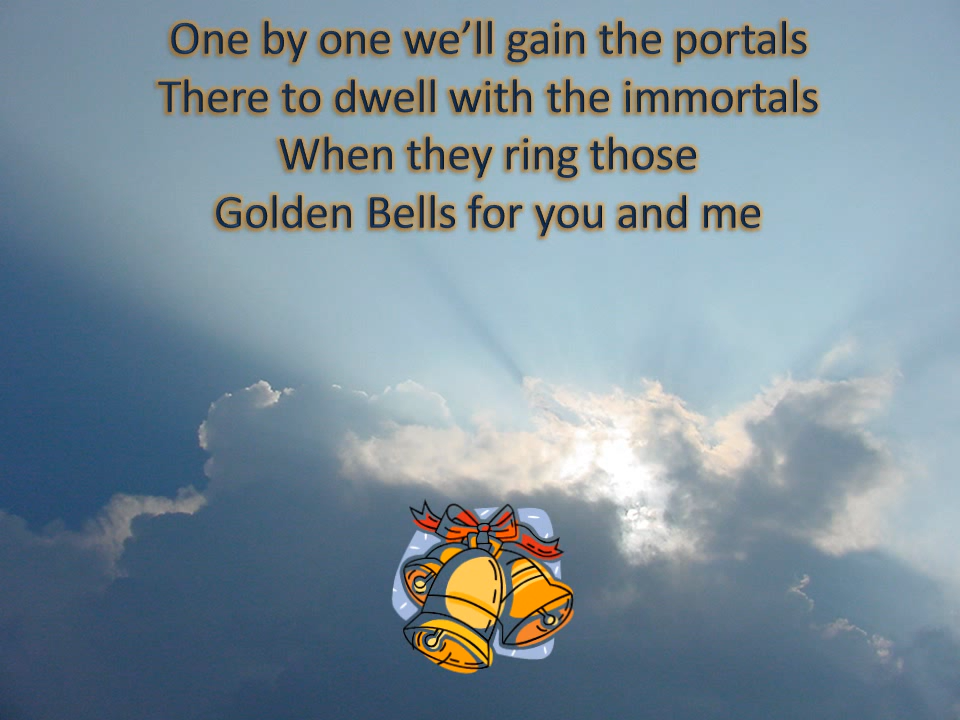 One by one we’ll gain the portals
There to dwell with the immortals
When they ring those
Golden Bells for you and me